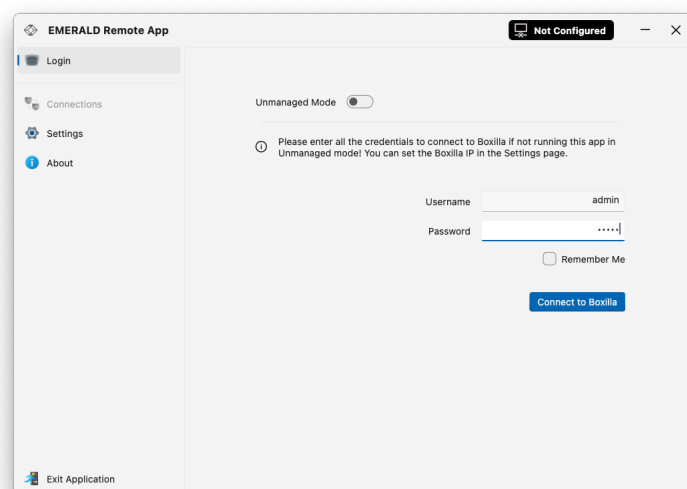 EMERALD Remote App
Not Configured
Login
Connections
Settings
About
Unmanaged Mode
Please enter all the credentials to connect to Boxilla if not running this app in
Unmanaged mode! You can set the Boxilla IP in the Settings page.
Username
admin
Password
•••••
Remember Me
Connect to Boxilla
Exit Application